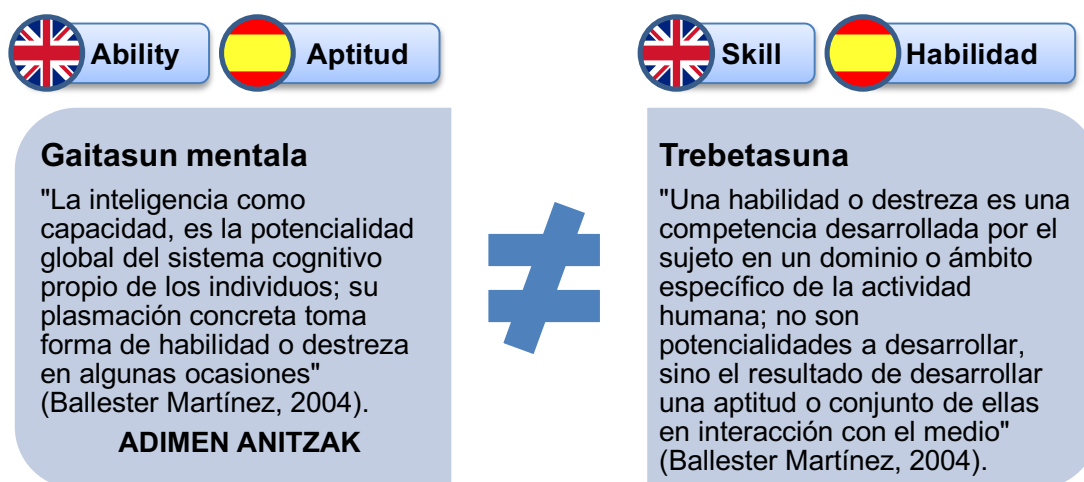 Ability
Aptitud
Skill
Habilidad
Gaitasun mentala
"La inteligencia como
capacidad, es la potencialidad
global del sistema cognitivo
propio de los individuos; su
plasmación concreta toma
forma de habilidad o destreza
en algunas ocasiones"
(Ballester Martínez, 2004).
ADIMEN ANITZAK
≠
Trebetasuna
"Una habilidad o destreza es una
competencia desarrollada por el
sujeto en un dominio o ámbito
específico de la actividad
humana; no son
potencialidades a desarrollar,
sino el resultado de desarrollar
una aptitud o conjunto de ellas
en interacción con el medio"
(Ballester Martínez, 2004).